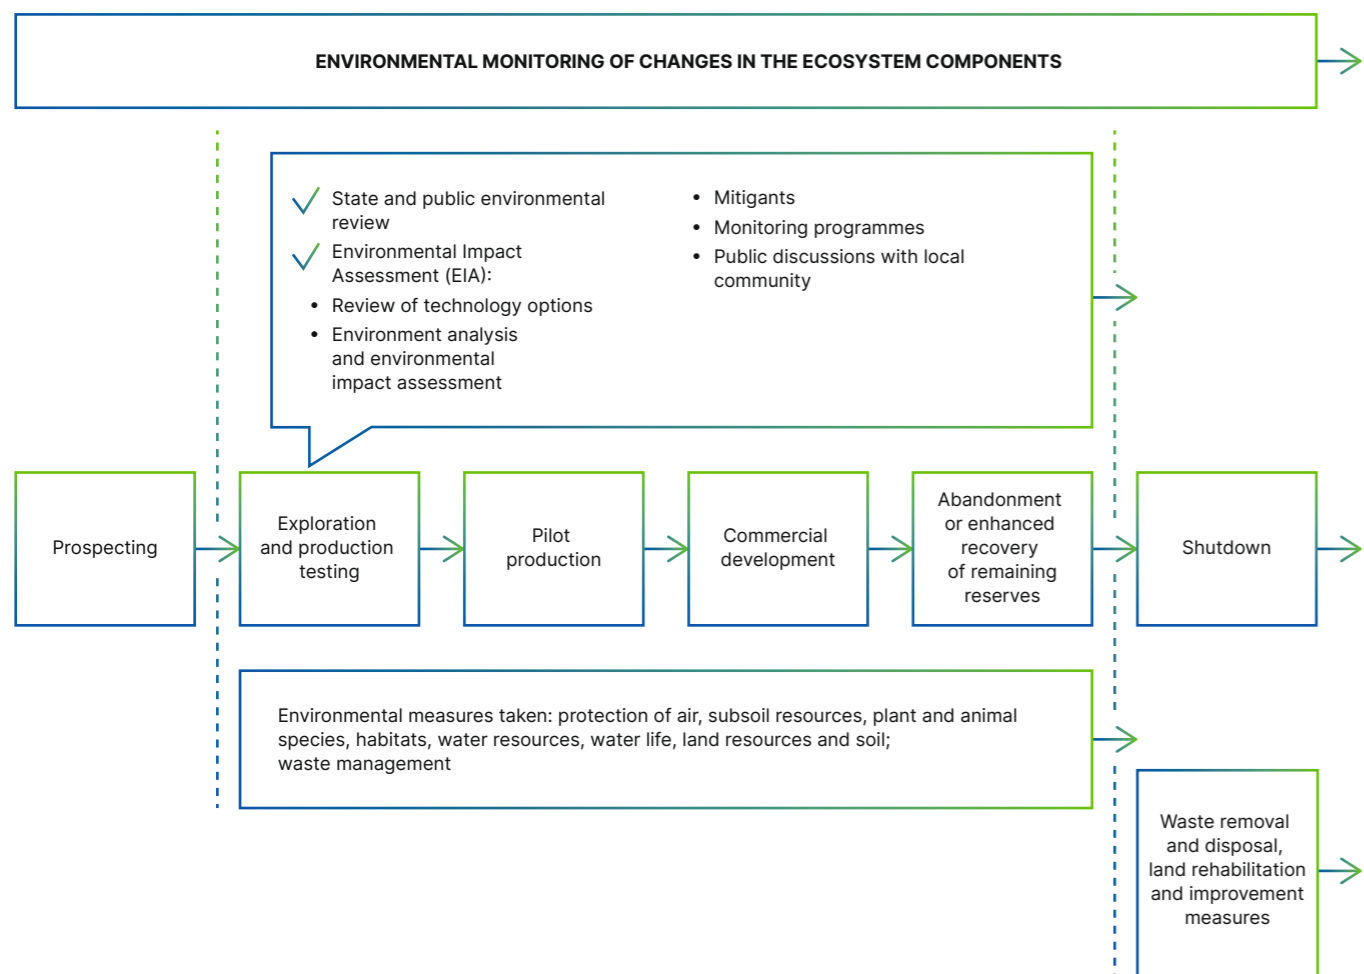 ENVIRONMENTAL MONITORING OF CHANGES IN THE ECOSYSTEM COMPONENTS
State and public environmental
review
Environmental Impact
Assessment (EIA):
• Review of technology options
• Environment analysis
and environmental
impact assessment
• Mitigants
• Monitoring programmes
• Public discussions with local
community
Prospecting
Exploration
and production
testing
Pilot
production
Commercial
development
Abandonment
or enhanced
recovery
of remaining
reserves
Shutdown
Environmental measures taken: protection of air, subsoil resources, plant and animal
species, habitats, water resources, water life, land resources and soil;
waste management
Waste removal
and disposal,
land rehabilitation
and improvement
measures